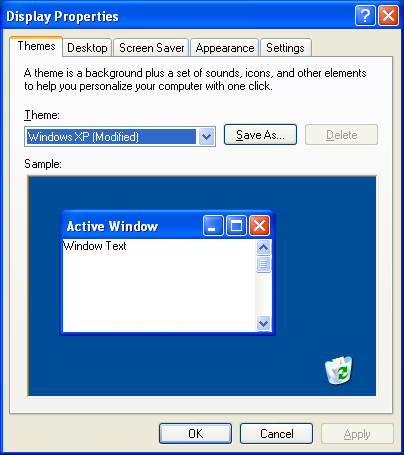 Display Properties
Themes Desktop Screen Saver Appearance Settings
A theme is a background plus a set of sounds, icons, and other elements
to help you personalize your computer with one click.
Theme:
Windows XP (Modified) Save As... Delete
Sample:
Active Window
Window Text
OK Cancel Apply